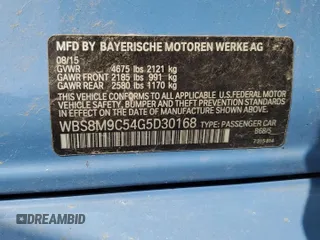 MFD BY BAYERISCHE MOTOREN WERKE AG
08/15
GVWR 4675 lbs 2121 kg
GAWR FRONT 2185 lbs 991 kg
GAWR REAR 2580 lbs 1170 kg
THIS VEHICLE CONFORMS TO ALL APPLICABLE FEDERAL MOTOR
VEHICLE SAFETY, BUMPER AND THEFT PREVENTION STANDARDS
IN EFFECT ON THE DATE OF MANUFACTURE SHOWN ABOVE.
WBS8M9C54G5D30168 TYPE: PASSENGER CAR
DREAMBID
dreambid.com